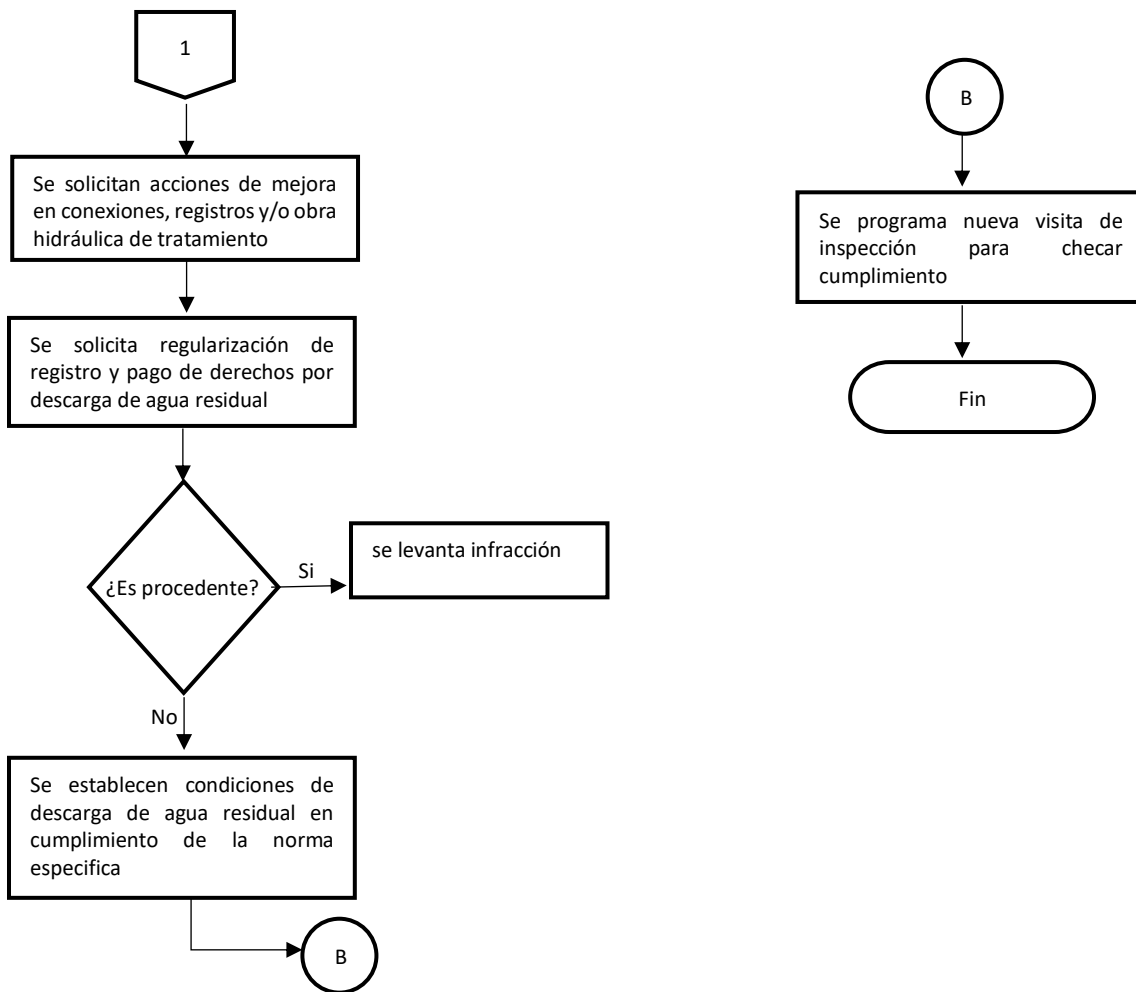 1
Se solicitan acciones de mejora
en conexiones, registros y/o obra
hidráulica de tratamiento
Se solicita regularización de
registro y pago de derechos por
descarga de agua residual
¿Es procedente?
Si
se levanta infracción
No
Se establecen condiciones de
descarga de agua residual en
cumplimiento de la norma
especifica
B
B
Se programa nueva visita de
inspección para checar
cumplimiento
Fin